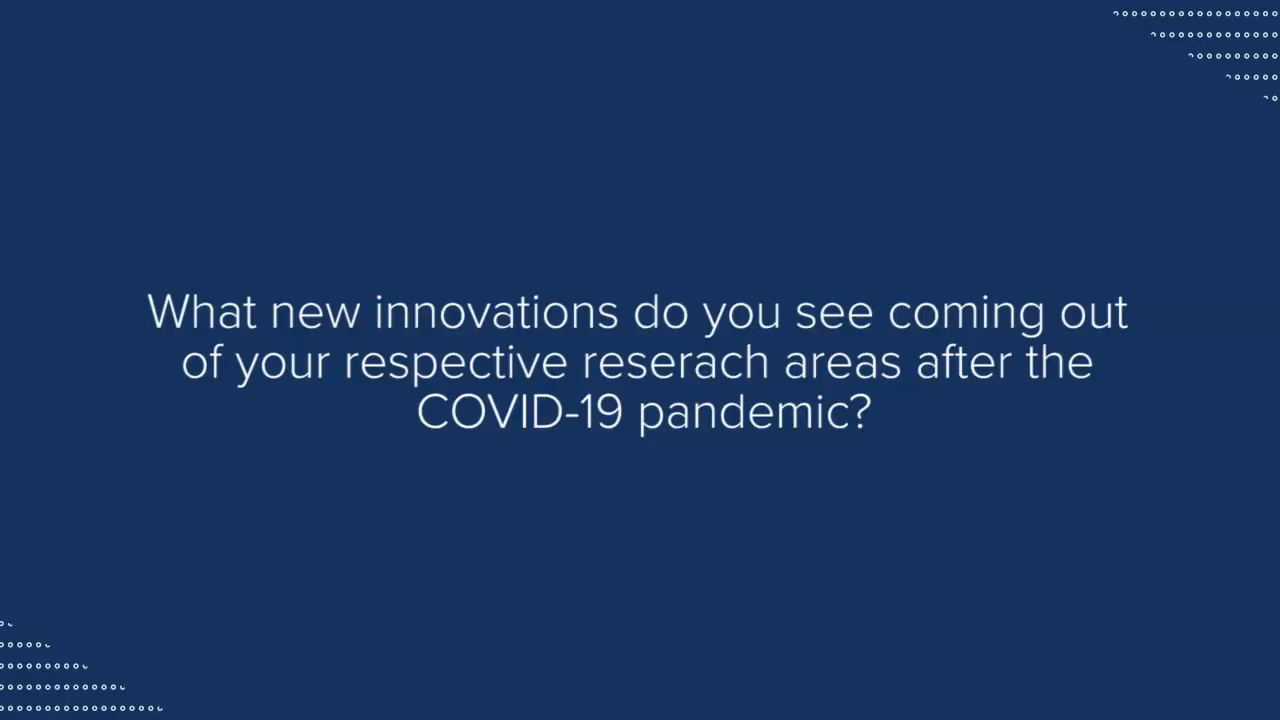 What new innovations do you see coming out
of your respective reserach areas after the
COVID-19 pandemic?